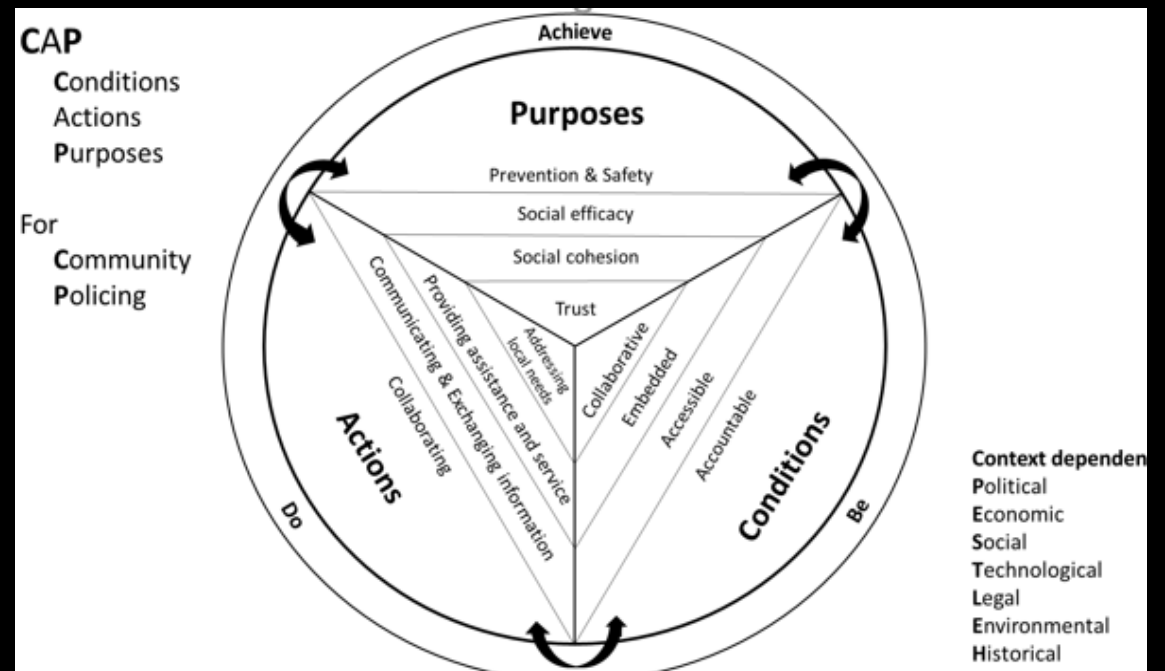 CAP
Conditions
Actions
Purposes
For
Community
Policing
Achieve
Purposes
Prevention & Safety
Social efficacy
Social cohesion
Trust
Addressing
local needs
Providing assistance and service
Communicating & Exchanging information
Collaborating
Actions
Do
Collaborative
Embedded
Accessible
Accountable
Conditions
Be
Context dependen
Political
Economic
Social
Technological
Legal
Environmental
Historical